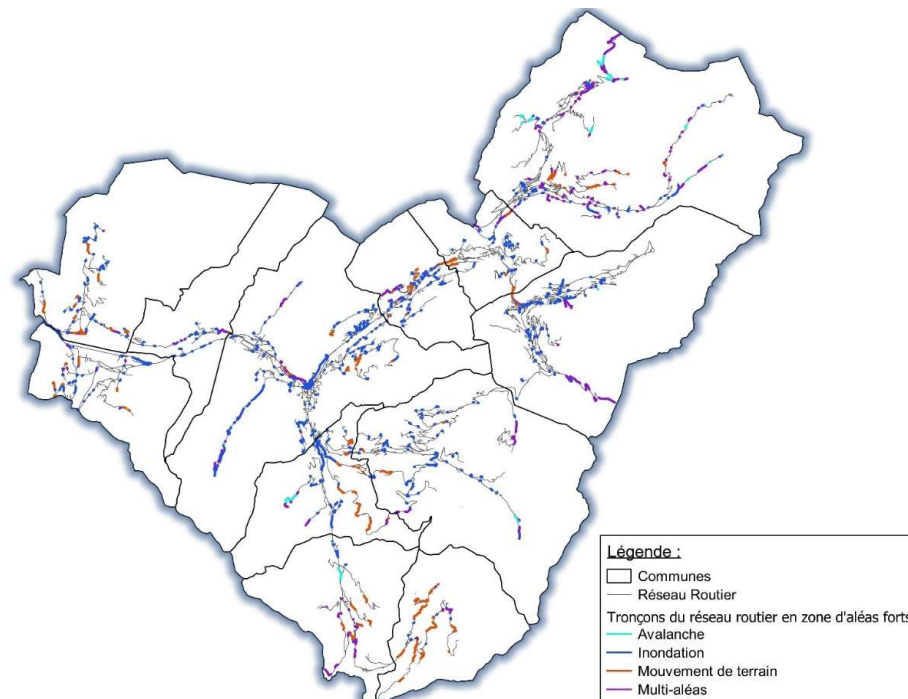 Légende :
Communes
Réseau Routier
Tronçons du réseau routier en zone d'aléas forts
Avalanche
Inondation
Mouvement de terrain
Multi-aléas